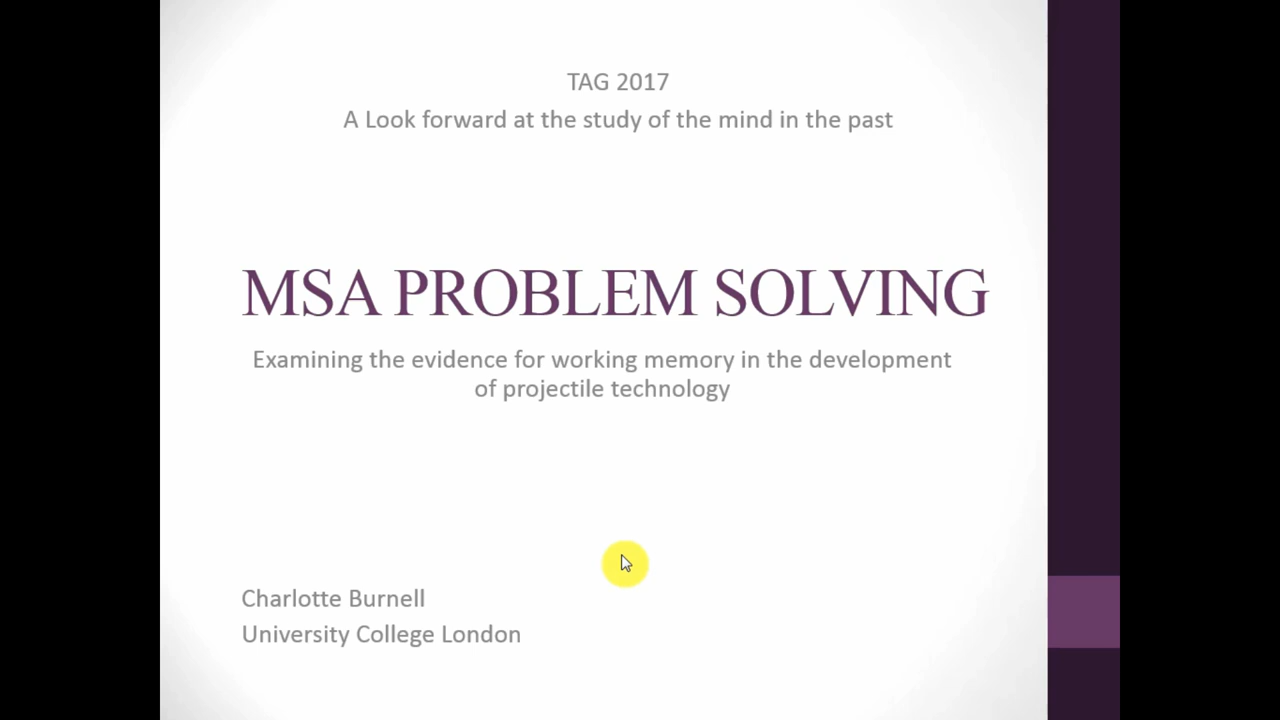 TAG 2017
A Look forward at the study of the mind in the past
MSA PROBLEM SOLVING
Examining the evidence for working memory in the development
of projectile technology
Charlotte Burnell
University College London